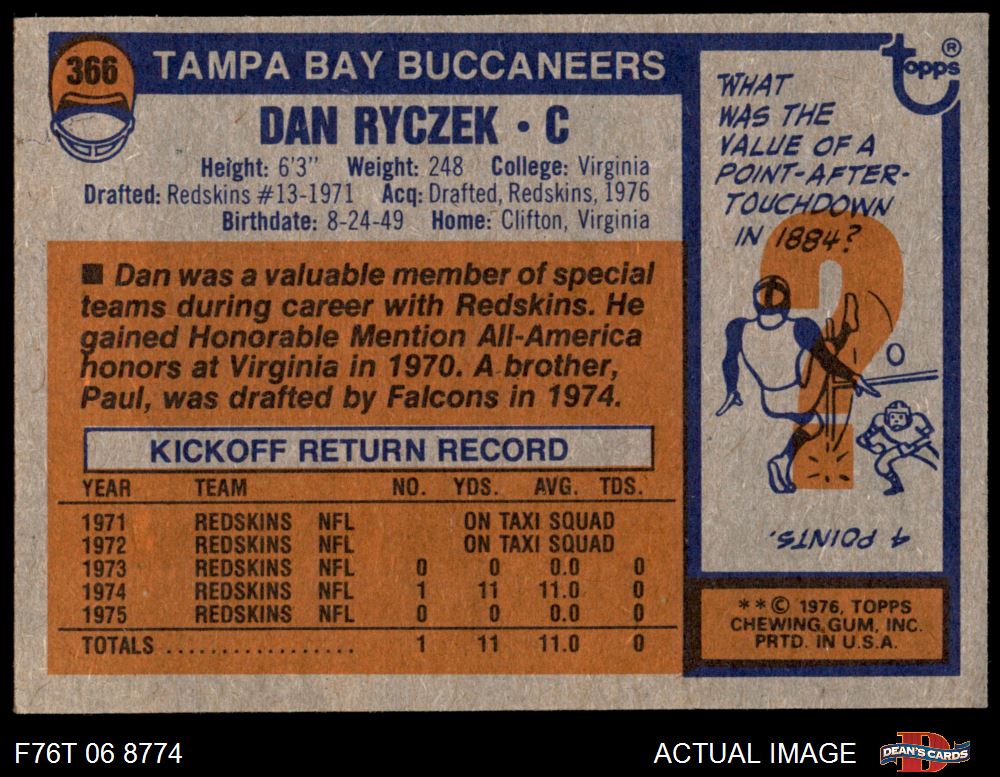 366
TAMPA BAY BUCCANEERS
DAN RYCZEK • C
Height: 6'3" Weight: 248 College: Virginia
Drafted: Redskins #13-1971 Acq: Drafted, Redskins, 1976
Birthdate: 8-24-49 Home: Clifton, Virginia
■ Dan was a valuable member of special
teams during career with Redskins. He
gained Honorable Mention All-America
honors at Virginia in 1970. A brother,
Paul, was drafted by Falcons in 1974.
KICKOFF RETURN RECORD
YEAR TEAM NO. YDS. AVG. TDS.
1971 REDSKINS NFL ON TAXI SQUAD
1972 REDSKINS NFL ON TAXI SQUAD
1973 REDSKINS NFL 0 0 0.0 0
1974 REDSKINS NFL 1 11 11.0 0
1975 REDSKINS NFL 0 0 0.0 0
TOTALS .................. 1 11 11.0 0
topps ®
WHAT
WAS THE
VALUE OF A
POINT-AFTER-
TOUCHDOWN
IN 1884?
?
4 POINTS.
**© 1976, TOPPS
CHEWING GUM, INC.
PRTD. IN U.S.A.
F76T 06 8774
ACTUAL IMAGE
D
DEAN'S CARDS